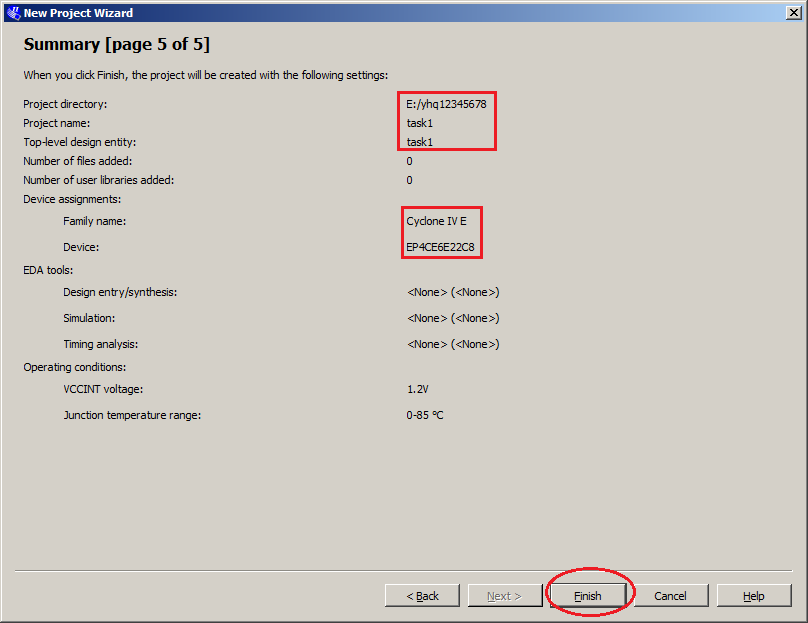 New Project Wizard
Summary [page 5 of 5]
When you click Finish, the project will be created with the following settings:
Project directory: E:/yhq12345678
Project name: task1
Top-level design entity: task1
Number of files added: 0
Number of user libraries added: 0
Device assignments:
Family name: Cyclone IV E
Device: EP4CE6E22C8
EDA tools:
Design entry/synthesis: <None> (<None>)
Simulation: <None> (<None>)
Timing analysis: <None> (<None>)
Operating conditions:
VCCINT voltage: 1.2V
Junction temperature range: 0-85 ºC
< Back Next > Finish Cancel Help